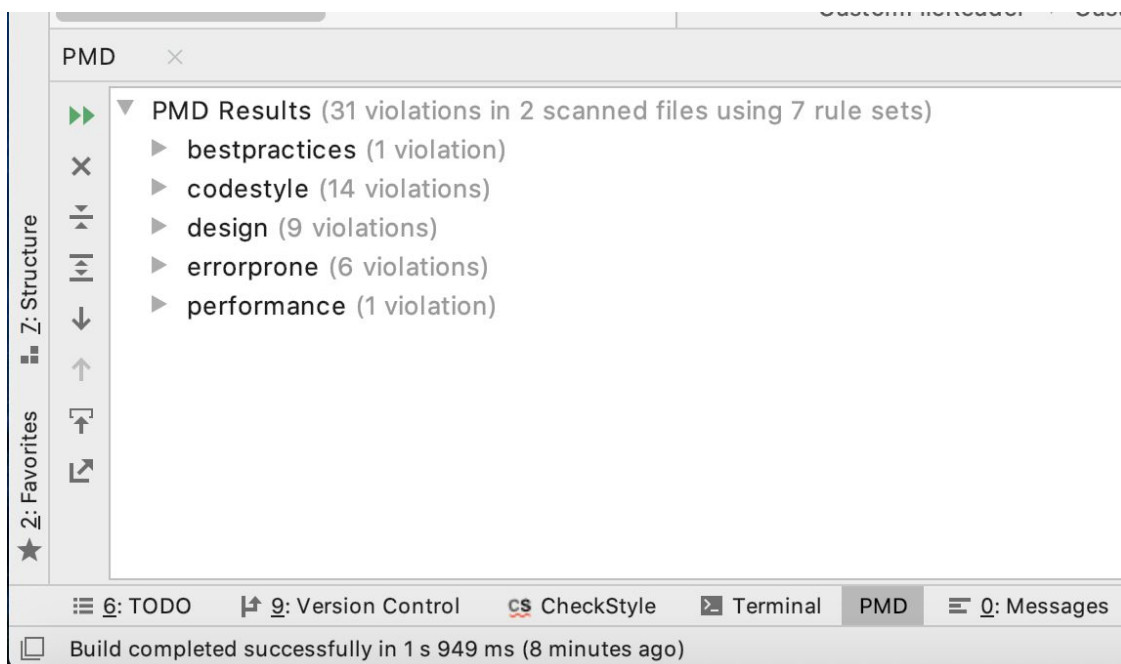 PMD
PMD Results (31 violations in 2 scanned files using 7 rule sets)
bestpractices (1 violation)
codestyle (14 violations)
design (9 violations)
errorprone (6 violations)
performance (1 violation)
7: Structure
2: Favorites
6: TODO 9: Version Control CS CheckStyle Terminal PMD 0: Messages
Build completed successfully in 1 s 949 ms (8 minutes ago)